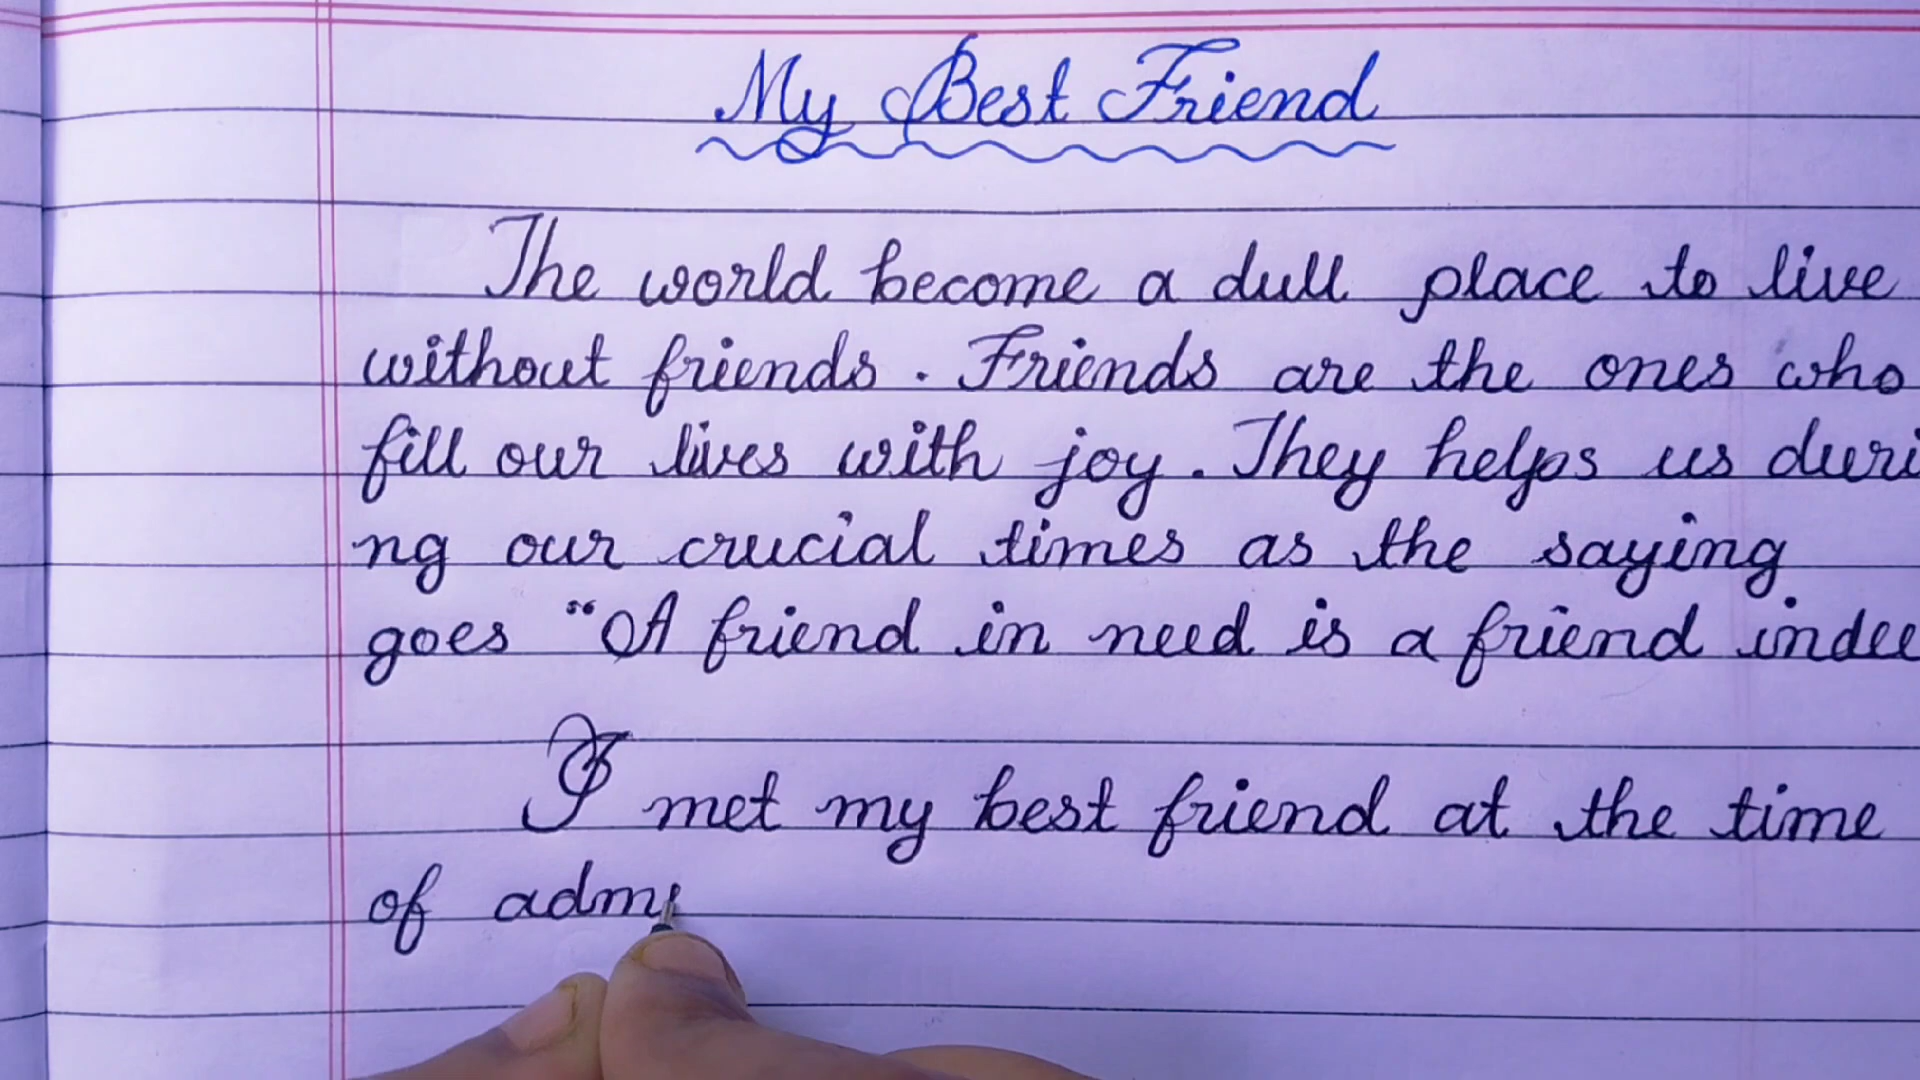 My Best Friend
The world become a dull place to live
without friends. Friends are the ones who
fill our lives with joy. They helps us duri
ng our crucial times as the saying
goes "A friend in need is a friend indee
I met my best friend at the time
of admi